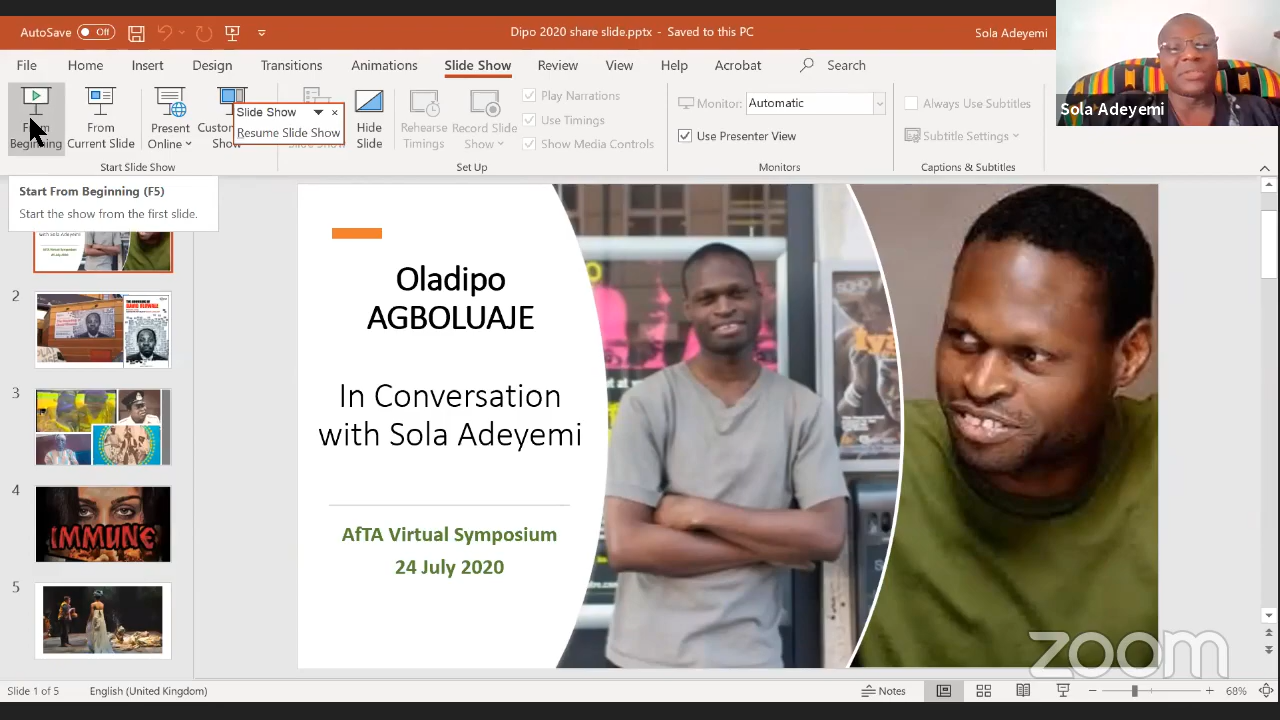 AutoSave Off
Dipo 2020 share slide.pptx - Saved to this PC
Sola Adeyemi
File Home Insert Design Transitions Animations Slide Show Review View Help Acrobat Search
Sola Adeyemi
From Beginning
From Current Slide
Present Online
Custom Show
Slide Show
Resume Slide Show
Hide Slide
Rehearse Timings
Record Slide Show
Play Narrations
Use Timings
Show Media Controls
Monitor: Automatic
Use Presenter View
Always Use Subtitles
Subtitle Settings
Start Slide Show
Set Up
Monitors
Captions & Subtitles
Start From Beginning (F5)
Start the show from the first slide.
2
3
4
IMMUNE
5
Oladipo
AGBOLUAJE
In Conversation
with Sola Adeyemi
AfTA Virtual Symposium
24 July 2020
zoom
Slide 1 of 5
English (United Kingdom)
Notes
68%